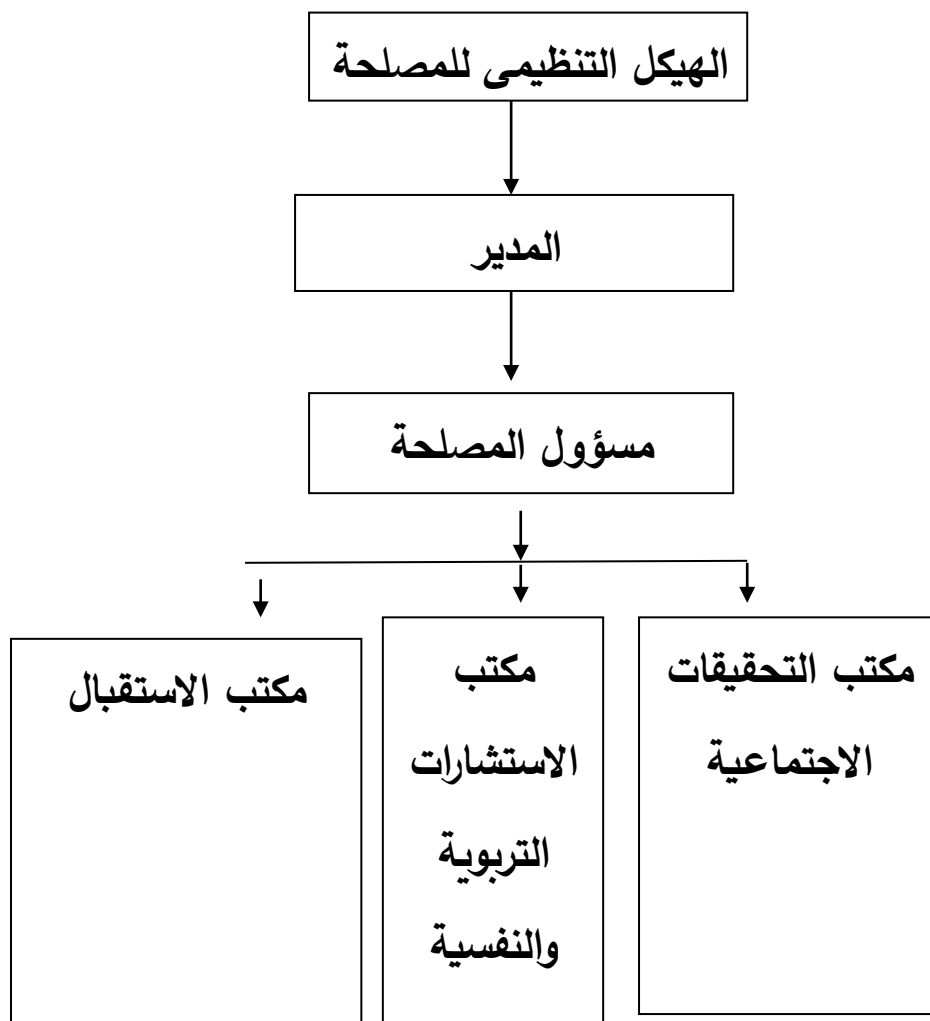 الهيكل التنظيمى للمصلحة
المدير
مسؤول المصلحة
مكتب التحقيقات
الاجتماعية
مكتب
الاستشارات
التربوية
والنفسية
مكتب الاستقبال